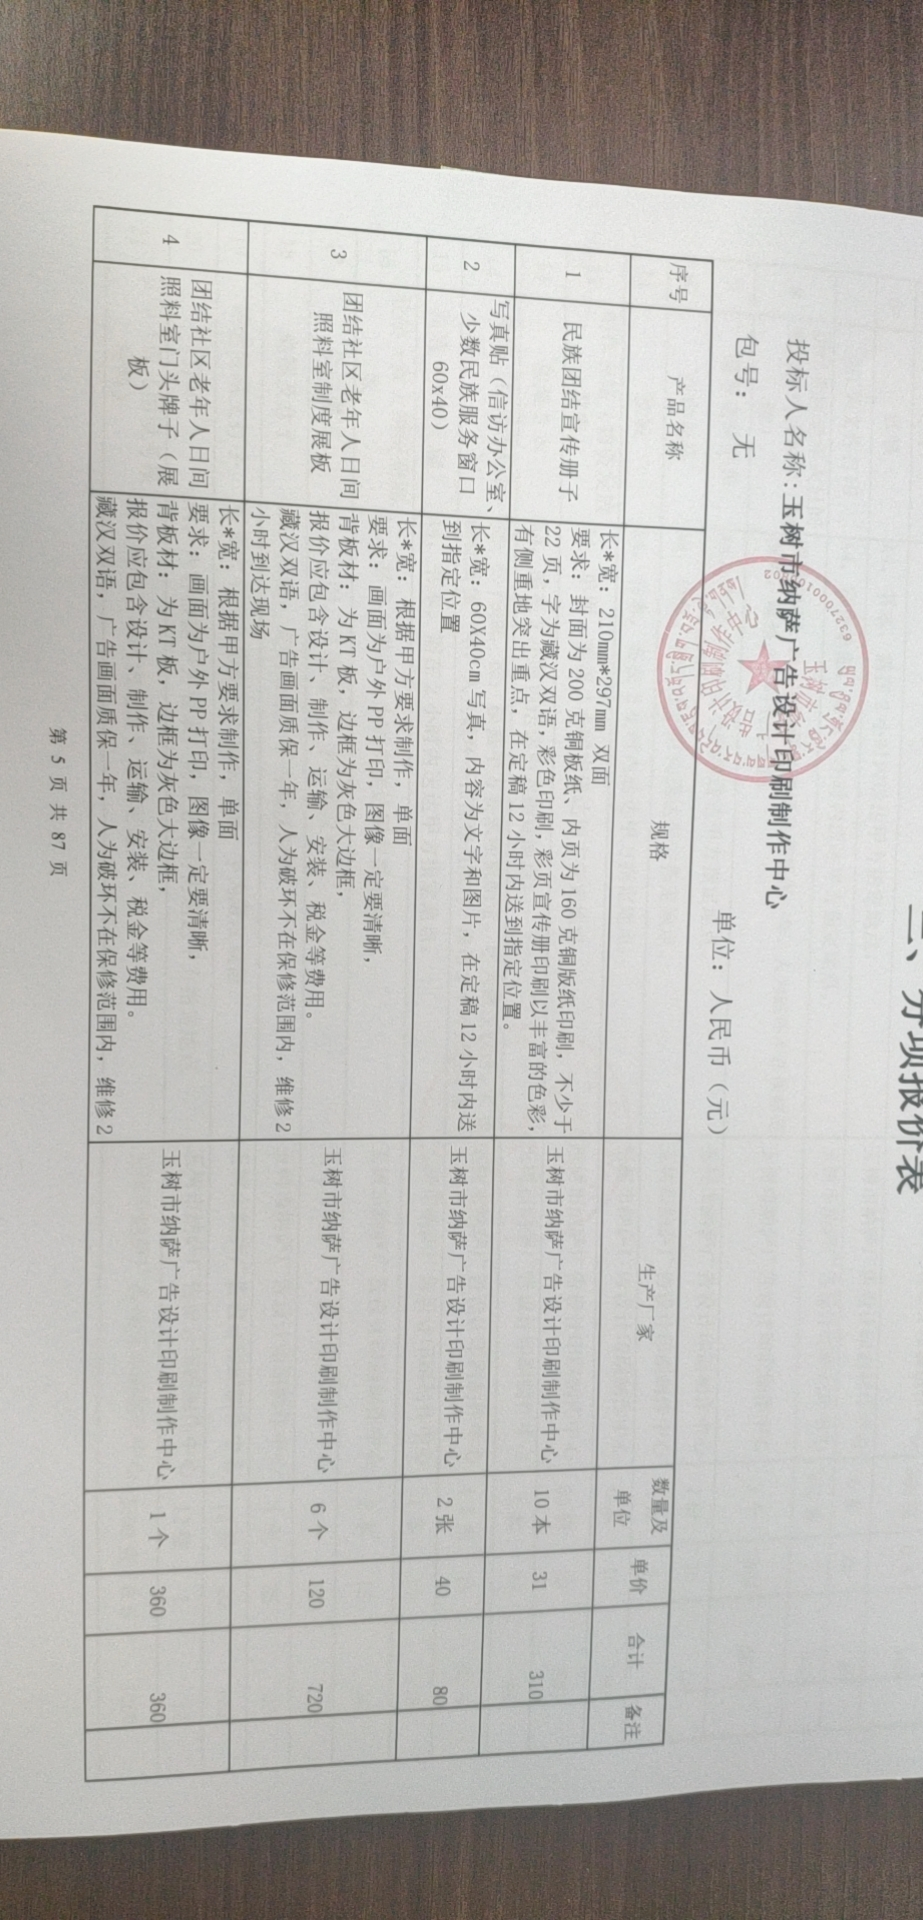 三、分项报价表
投标人名称：玉树市纳萨广告设计印刷制作中心
包号： 无
单位：人民币（元）
序号
产品名称
规格
生产厂家
数量及
单位
单价
合计
备注
1
民族团结宣传册子
长*宽：210mm*297mm 双面
要求：封面为200克铜板纸、内页为160克铜版纸印刷，不少于
22页，字为藏汉双语，彩色印刷，彩页宣传册印刷以丰富的色彩，
有侧重地突出重点，在定稿12小时内送到指定位置。
玉树市纳萨广告设计印刷制作中心
10本
31
310
2
写真贴（信访办公室、
少数民族服务窗口
60x40）
长*宽：60X40cm写真，内容为文字和图片，在定稿12小时内送
到指定位置
玉树市纳萨广告设计印刷制作中心
2张
40
80
3
团结社区老年人日间
照料室制度展板
长*宽：根据甲方要求制作，单面
要求：画面为户外PP打印，图像一定要清晰，
背板材：为KT板，边框为灰色大边框，
报价应包含设计、制作、运输、安装、税金等费用。
藏汉双语，广告画面质保一年，人为破环不在保修范围内，维修2
小时到达现场
玉树市纳萨广告设计印刷制作中心
6个
120
720
4
团结社区老年人日间
照料室门头牌子（展
板）
长*宽：根据甲方要求制作，单面
要求：画面为户外PP打印，图像一定要清晰，
背板材：为KT板，边框为灰色大边框，
报价应包含设计、制作、运输、安装、税金等费用。
藏汉双语，广告画面质保一年，人为破环不在保修范围内，维修2
玉树市纳萨广告设计印刷制作中心
1个
360
360
第 5 页 共 87 页